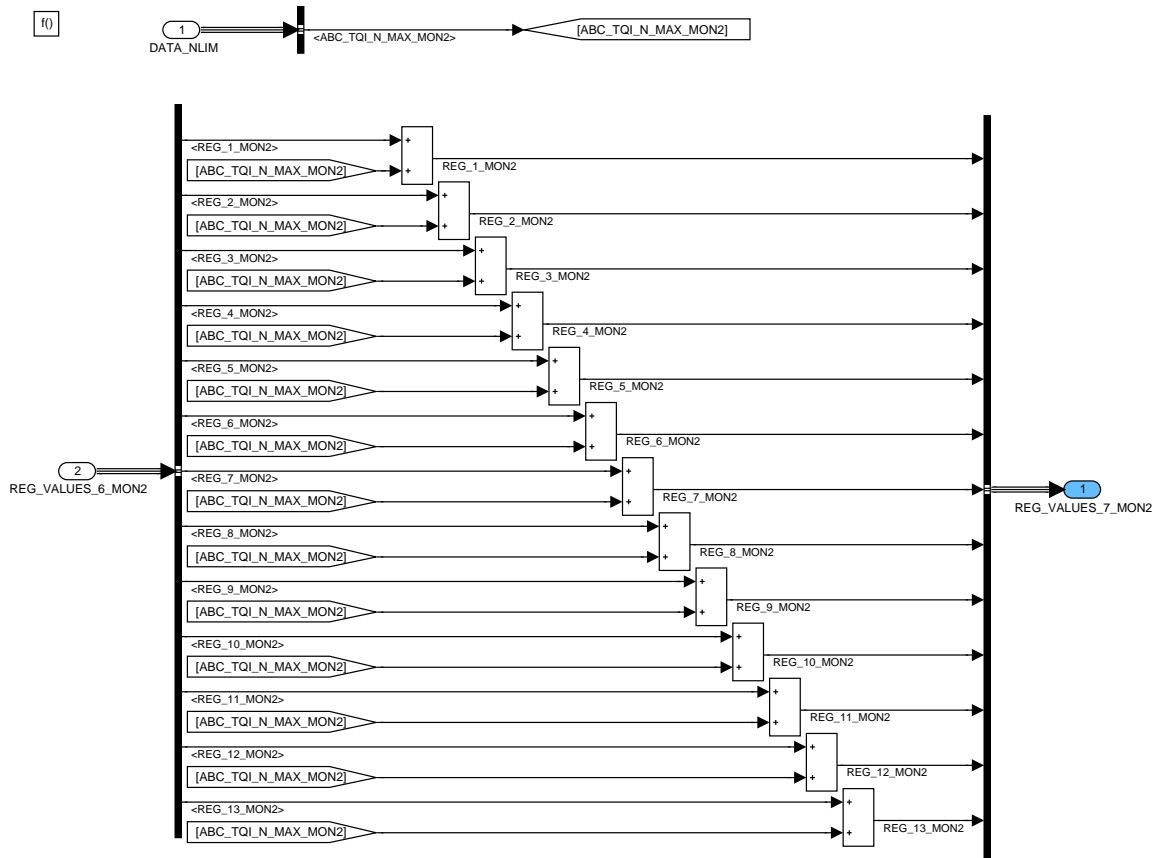 f()
1
DATA_NLIM
<ABC_TQI_N_MAX_MON2>
[ABC_TQI_N_MAX_MON2]
<REG_1_MON2>
[ABC_TQI_N_MAX_MON2]
+
+
REG_1_MON2
<REG_2_MON2>
[ABC_TQI_N_MAX_MON2]
+
+
REG_2_MON2
<REG_3_MON2>
[ABC_TQI_N_MAX_MON2]
+
+
REG_3_MON2
<REG_4_MON2>
[ABC_TQI_N_MAX_MON2]
+
+
REG_4_MON2
<REG_5_MON2>
[ABC_TQI_N_MAX_MON2]
+
+
REG_5_MON2
<REG_6_MON2>
[ABC_TQI_N_MAX_MON2]
+
+
REG_6_MON2
2
REG_VALUES_6_MON2
<REG_7_MON2>
[ABC_TQI_N_MAX_MON2]
+
+
REG_7_MON2
1
REG_VALUES_7_MON2
<REG_8_MON2>
[ABC_TQI_N_MAX_MON2]
+
+
REG_8_MON2
<REG_9_MON2>
[ABC_TQI_N_MAX_MON2]
+
+
REG_9_MON2
<REG_10_MON2>
[ABC_TQI_N_MAX_MON2]
+
+
REG_10_MON2
<REG_11_MON2>
[ABC_TQI_N_MAX_MON2]
+
+
REG_11_MON2
<REG_12_MON2>
[ABC_TQI_N_MAX_MON2]
+
+
REG_12_MON2
<REG_13_MON2>
[ABC_TQI_N_MAX_MON2]
+
+
REG_13_MON2